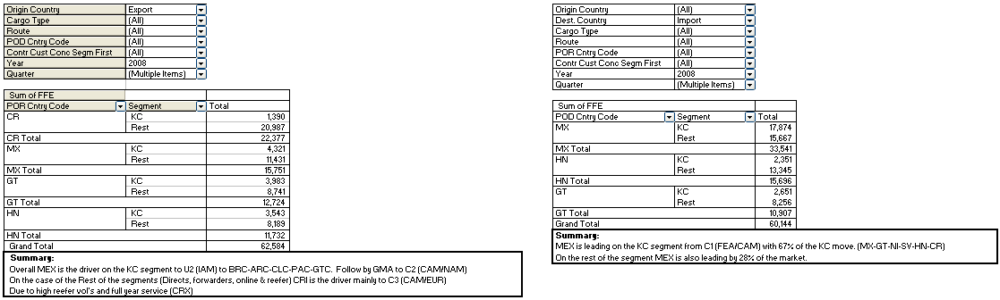 Origin Country Export
Cargo Type (All)
Route (All)
POD Cntry Code (All)
Contr Cust Conc Segm First (All)
Year 2008
Quarter (Multiple Items)
Sum of FFE
POR Cntry Code Segment Total
CR KC 1,390
Rest 20,987
CR Total 22,377
MX KC 4,321
Rest 11,431
MX Total 15,751
GT KC 3,983
Rest 8,741
GT Total 12,724
HN KC 3,543
Rest 8,189
HN Total 11,732
Grand Total 62,584
Summary:
Overall MEX is the driver on the KC segment to U2 (IAM) to BRC-ARC-CLC-PAC-GTC. Follow by GMA to C2 (CAM/NAM)
On the case of the Rest of the segments (Directs, forwarders, online & reefer) CRI is the driver mainly to C3 (CAM/EUR)
Due to high reefer vol's and full year service (CRX)
Origin Country (All)
Dest. Country Import
Cargo Type (All)
Route (All)
POR Cntry Code (All)
Contr Cust Conc Segm First (All)
Year 2008
Quarter (Multiple Items)
Sum of FFE
POD Cntry Code Segment Total
MX KC 17,874
Rest 15,667
MX Total 33,541
HN KC 2,351
Rest 13,345
HN Total 15,696
GT KC 2,651
Rest 8,256
GT Total 10,907
Grand Total 60,144
Summary:
MEX is leading on the KC segment from C1 (FEA/CAM) with 67% of the KC move. (MX-GT-NI-SV-HN-CR)
On the rest of the segment MEX is also leading by 28% of the market.